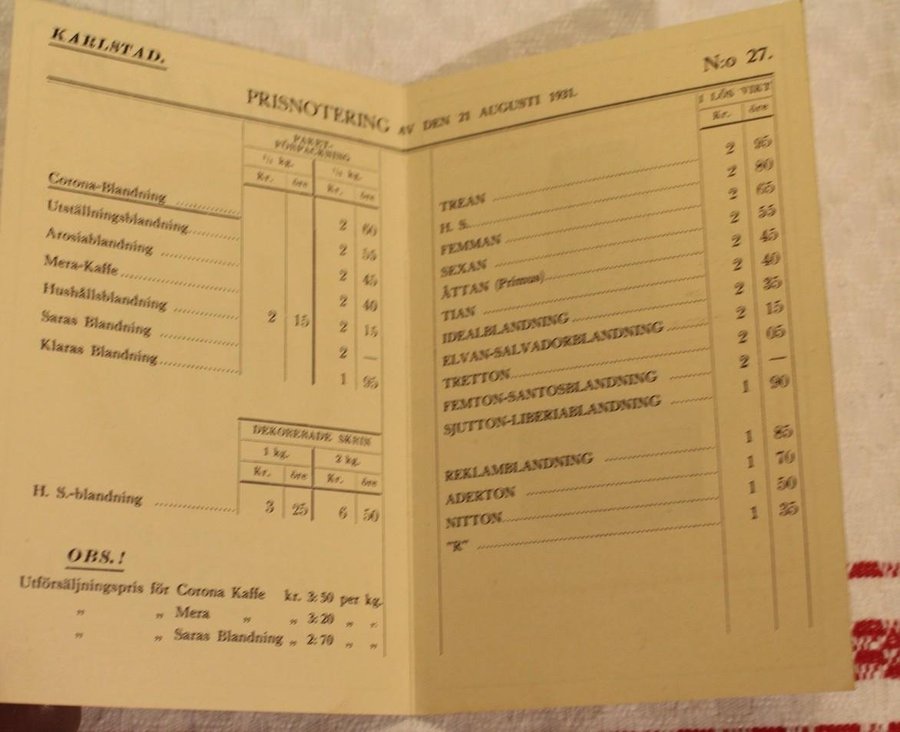 KARLSTAD.
PRISNOTERING AV DEN 21 AUGUSTI 1931.
N:o 27.
PAKET-
FÖRPACKNING
kg. kg.
Kr. öre Kr. öre
Corona-Blandning 2 60
Utställningsblandning 2 55
Arosiablandning 2 45
Mera-Kaffe 2 40
Hushållsblandning 2 15 2 15
Saras Blandning 2 —
Klaras Blandning 1 95
DEKORERADE SKRIN
1 kg. 2 kg.
Kr. öre Kr. öre
H. S.-blandning 3 25 6 50
OBS.!
Utförsäljningspris för Corona Kaffe kr. 3: 50 per kg.
„ „ Mera „ „ 3: 20 „ „
„ „ Saras Blandning „ 2: 70 „ „
I LÖS VIKT
Kr. öre
TREAN 2 95
H. S. 2 80
FEMMAN 2 65
SEXAN 2 55
ÅTTAN (Primus) 2 45
TIAN 2 40
IDEALBLANDNING 2 35
ELVAN-SALVADORBLANDNING 2 15
TRETTON 2 05
FEMTON-SANTOSBLANDNING 2 —
SJUTTON-LIBERIABLANDNING 1 90
REKLAMBLANDNING 1 85
ADERTON 1 70
NITTON 1 50
"R" 1 35